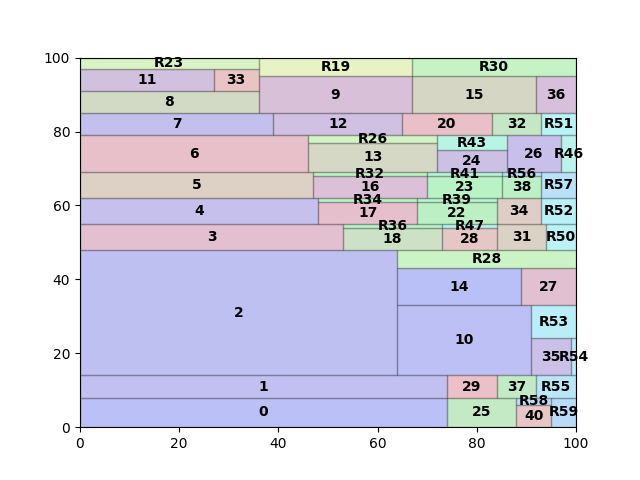 100
R23 R19 R30
11 33
8 9 15 36
80
7 12 20 32 R51
R26 R43
6 13 24 26 R46
R32 R41 R56
5 16 23 38 R57
60
R34 R39
4 17 22 34 R52
R36 R47
3 18 28 31 R50
40
R28
14 27
2 10 R53
20
35 R54
1 29 37 R55
R58
0 25 40 R59
0
0 20 40 60 80 100